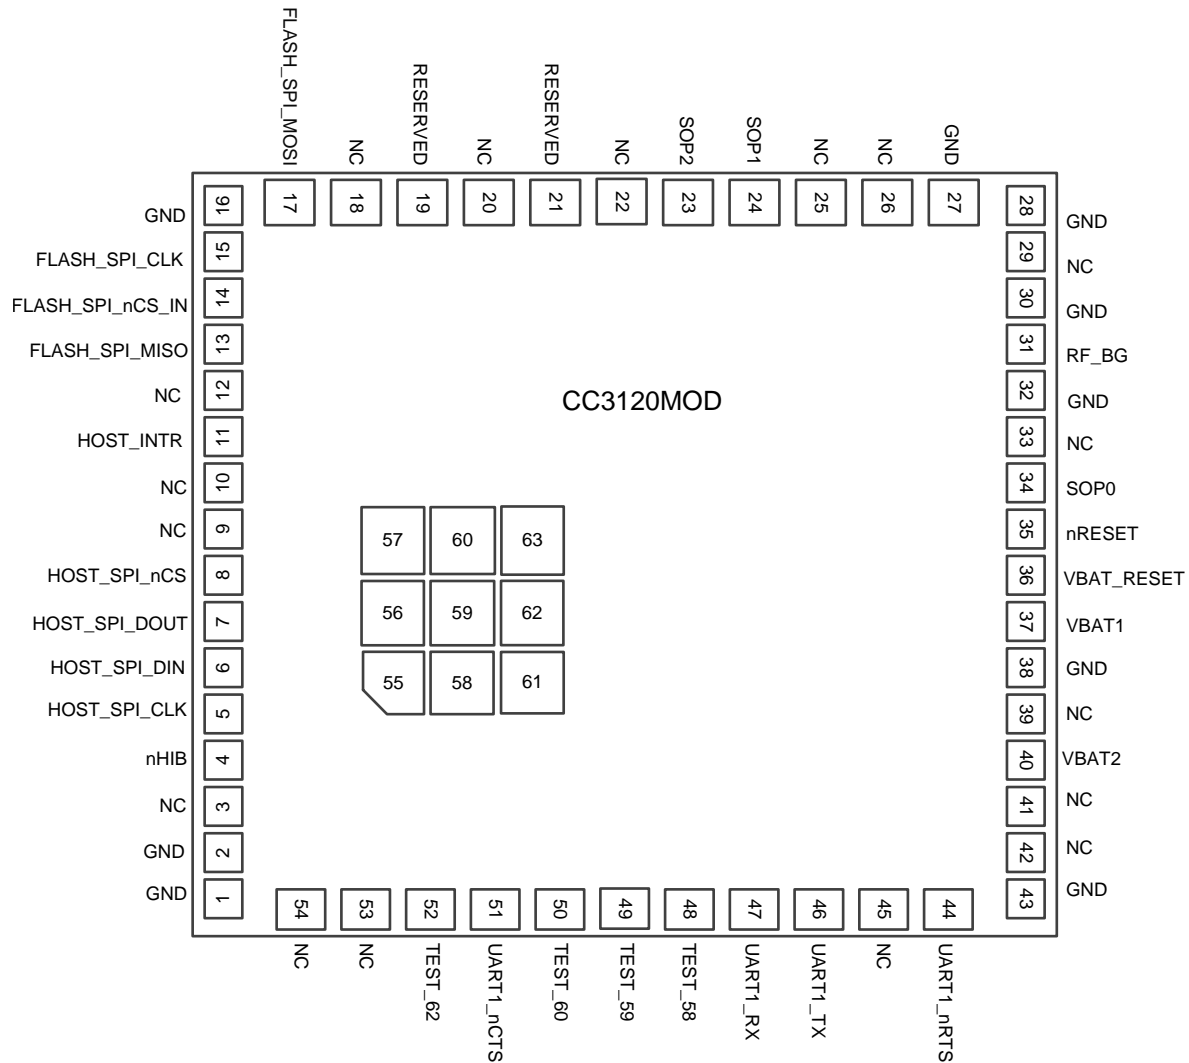 FLASH_SPI_MOSI
NC
RESERVED
NC
RESERVED
NC
SOP2
SOP1
NC
NC
GND
17
18
19
20
21
22
23
24
25
26
27
GND
16
FLASH_SPI_CLK
15
FLASH_SPI_nCS_IN
14
FLASH_SPI_MISO
13
NC
12
HOST_INTR
11
NC
10
NC
9
HOST_SPI_nCS
8
HOST_SPI_DOUT
7
HOST_SPI_DIN
6
HOST_SPI_CLK
5
nHIB
4
NC
3
GND
2
GND
1
CC3120MOD
57 60 63
56 59 62
55 58 61
28
GND
29
NC
30
GND
31
RF_BG
32
GND
33
NC
34
SOP0
35
nRESET
36
VBAT_RESET
37
VBAT1
38
GND
39
NC
40
VBAT2
41
NC
42
NC
43
GND
54
53
52
51
50
49
48
47
46
45
44
NC
NC
TEST_62
UART1_nCTS
TEST_60
TEST_59
TEST_58
UART1_RX
UART1_TX
NC
UART1_nRTS